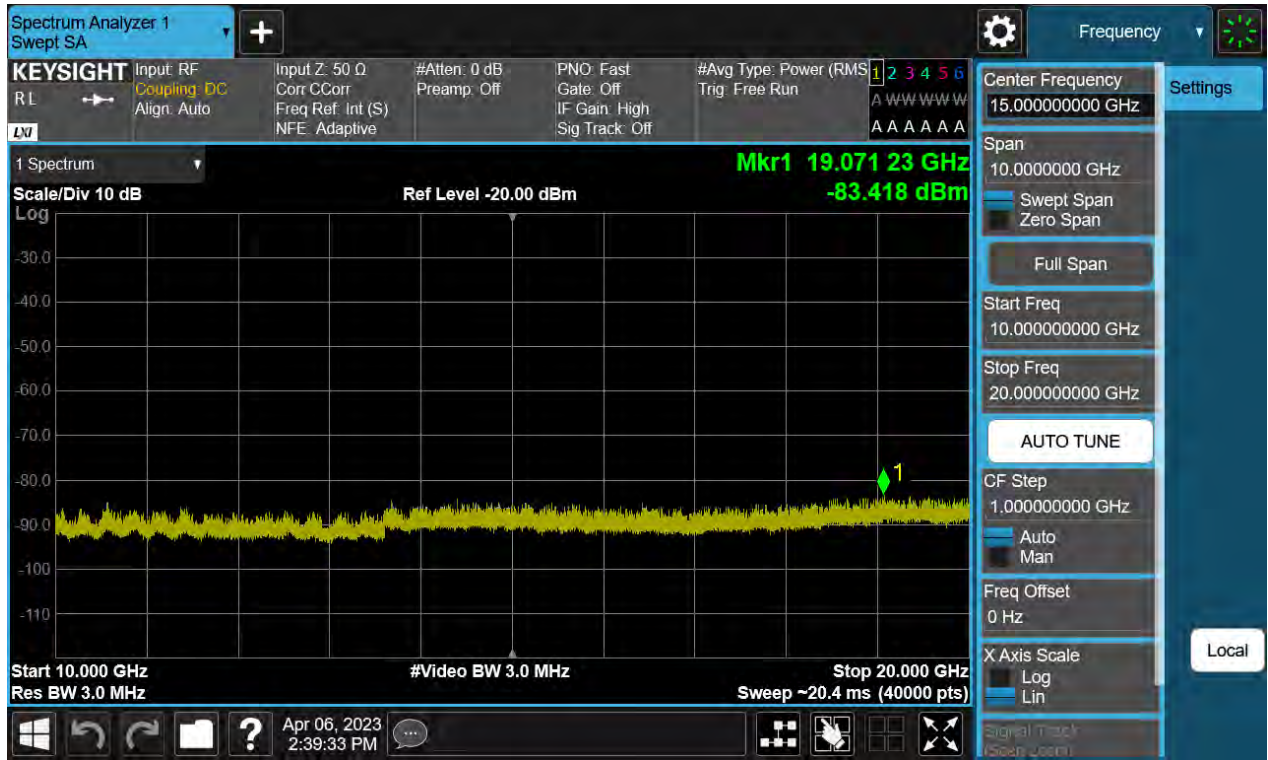 Spectrum Analyzer 1
Swept SA
+
Frequency
KEYSIGHT
RL
LXI
Input: RF
Coupling: DC
Align: Auto
Input Z: 50 Ω
Corr CCorr
Freq Ref: Int (S)
NFE: Adaptive
#Atten: 0 dB
Preamp: Off
PNO: Fast
Gate: Off
IF Gain: High
Sig Track: Off
#Avg Type: Power (RMS
Trig: Free Run
1 2 3 4 5 6
A W W W W W
A A A A A A
1 Spectrum
Mkr1 19.071 23 GHz
Scale/Div 10 dB
Ref Level -20.00 dBm
-83.418 dBm
Log
-30.0
-40.0
-50.0
-60.0
-70.0
-80.0
-90.0
-100
-110
1
Start 10.000 GHz
#Video BW 3.0 MHz
Stop 20.000 GHz
Res BW 3.0 MHz
Sweep ~20.4 ms (40000 pts)
Center Frequency
15.000000000 GHz
Settings
Span
10.0000000 GHz
Swept Span
Zero Span
Full Span
Start Freq
10.000000000 GHz
Stop Freq
20.000000000 GHz
AUTO TUNE
CF Step
1.000000000 GHz
Auto
Man
Freq Offset
0 Hz
X Axis Scale
Log
Lin
Local
Signal Track
(Span Zoom)
?
Apr 06, 2023
2:39:33 PM